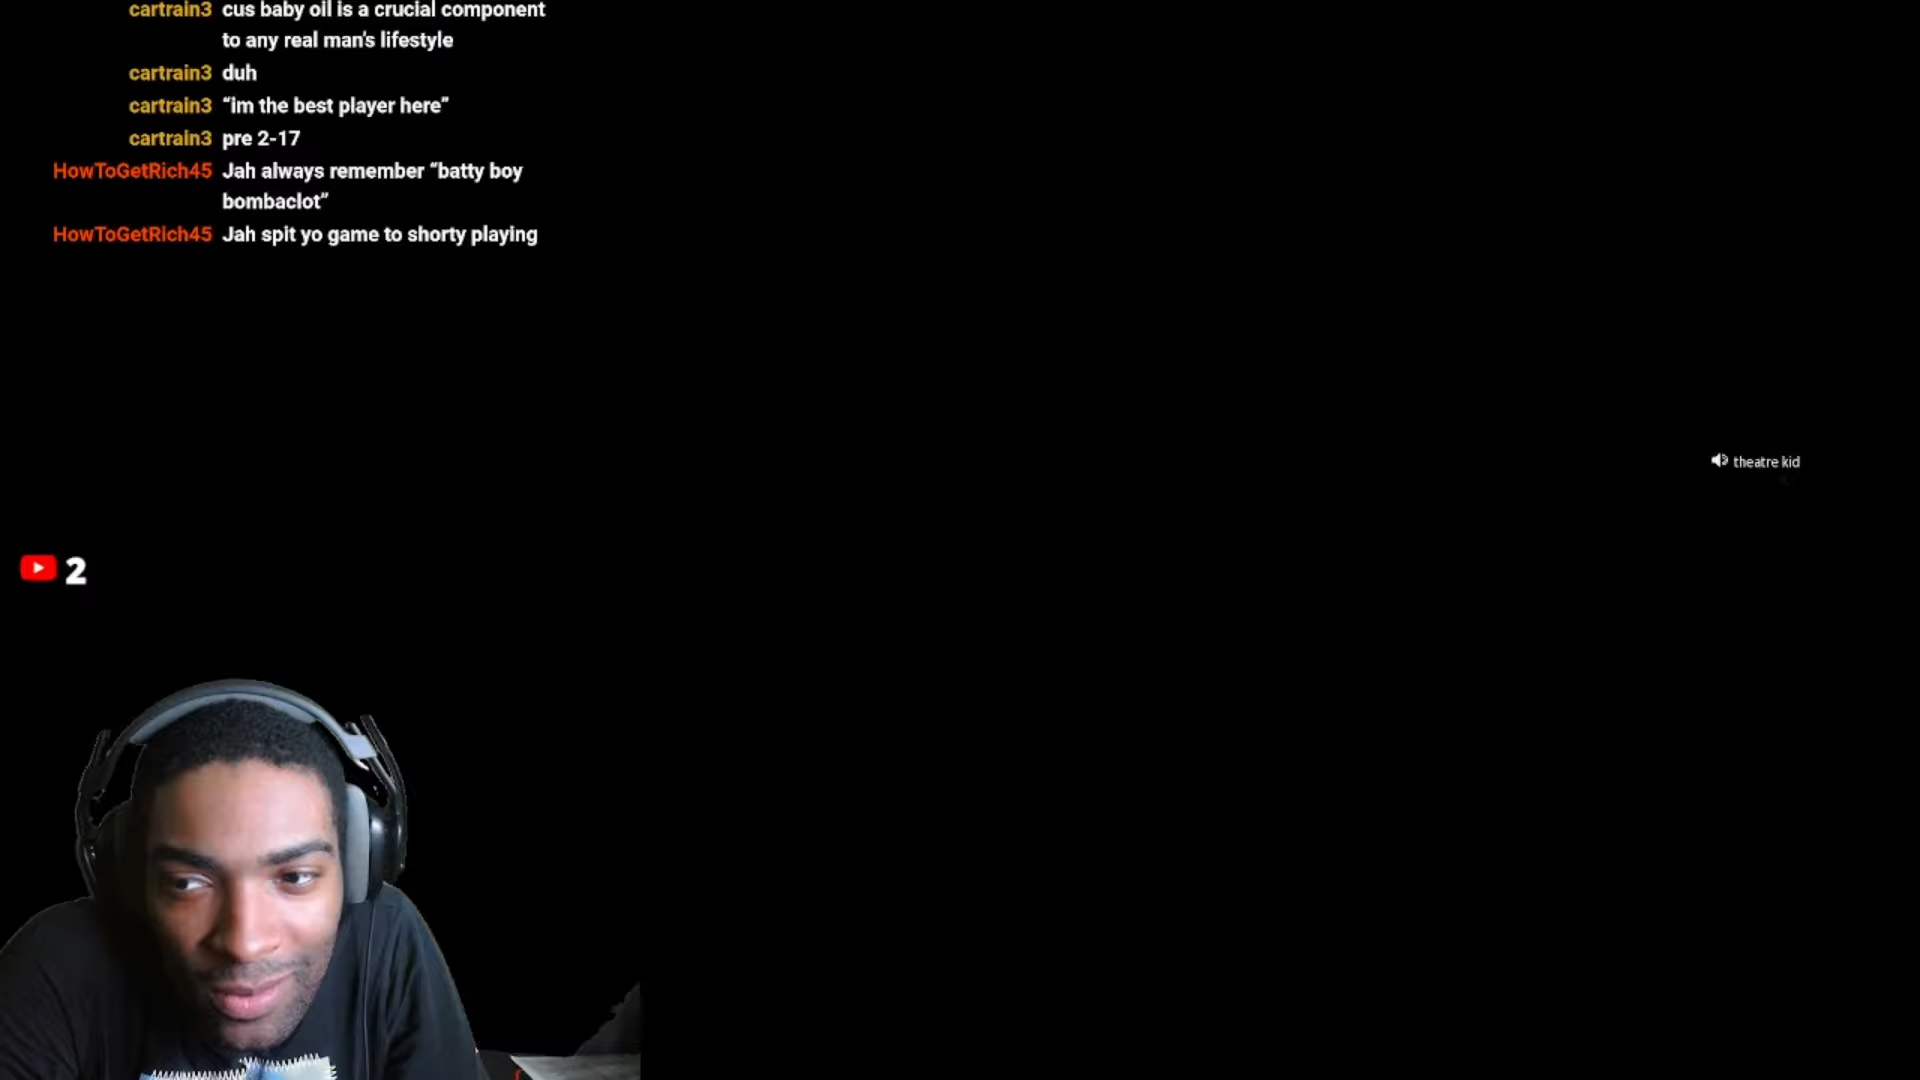 cartrain3 cus baby oil is a crucial component
to any real man's lifestyle
cartrain3 duh
cartrain3 “im the best player here”
cartrain3 pre 2-17
HowToGetRich45 Jah always remember “batty boy
bombaclot”
HowToGetRich45 Jah spit yo game to shorty playing
theatre kid
2